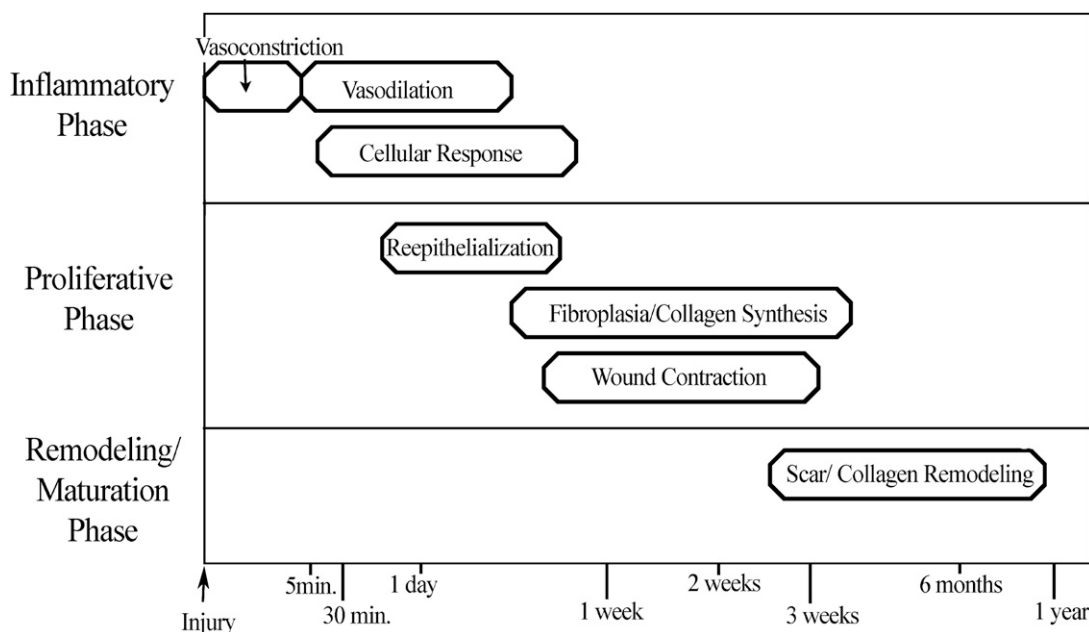 Vasoconstriction
Inflammatory
Phase
Vasodilation
Cellular Response
Proliferative
Phase
Reepithelialization
Fibroplasia/Collagen Synthesis
Wound Contraction
Remodeling/
Maturation
Phase
Scar/ Collagen Remodeling
Injury
5min.
30 min.
1 day
1 week
2 weeks
3 weeks
6 months
1 year